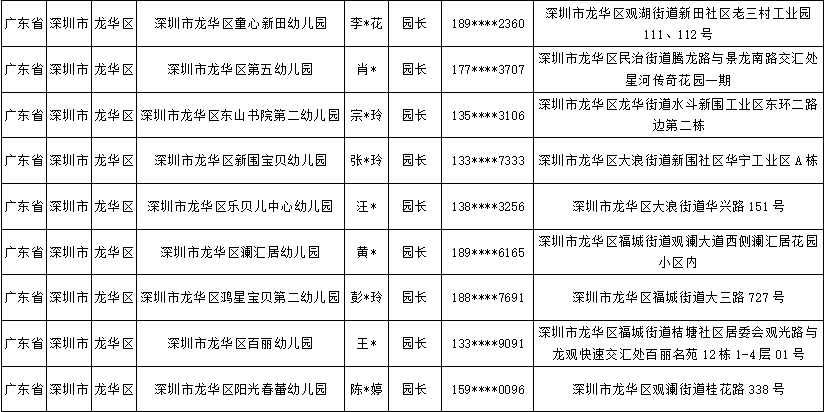 广东省 深圳市 龙华区 深圳市龙华区童心新田幼儿园 李*花 园长 189****2360 深圳市龙华区观湖街道新田社区老三村工业园
111、112号
广东省 深圳市 龙华区 深圳市龙华区第五幼儿园 肖* 园长 177****3707 深圳市龙华区民治街道腾龙路与景龙南路交汇处
星河传奇花园一期
广东省 深圳市 龙华区 深圳市龙华区东山书院第二幼儿园 宗*玲 园长 135****3106 深圳市龙华区龙华街道水斗新围工业区东环二路
边第二栋
广东省 深圳市 龙华区 深圳市龙华区新围宝贝幼儿园 张*玲 园长 133****7333 深圳市龙华区大浪街道新围社区华宁工业区A栋
广东省 深圳市 龙华区 深圳市龙华区乐贝儿中心幼儿园 汪* 园长 138****3256 深圳市龙华区大浪街道华兴路151号
广东省 深圳市 龙华区 深圳市龙华区澜汇居幼儿园 黄* 园长 189****6165 深圳市龙华区福城街道观澜大道西侧澜汇居花园
小区内
广东省 深圳市 龙华区 深圳市龙华区鸿星宝贝第二幼儿园 彭*玲 园长 188****7691 深圳市龙华区福城街道大三路727号
广东省 深圳市 龙华区 深圳市龙华区百丽幼儿园 王* 园长 133****9091 深圳市龙华区福城街道桔塘社区居委会观光路与
龙观快速交汇处百丽名苑12栋1-4层01号
广东省 深圳市 龙华区 深圳市龙华区阳光春蕾幼儿园 陈*婷 园长 159****0096 深圳市龙华区观澜街道桂花路338号